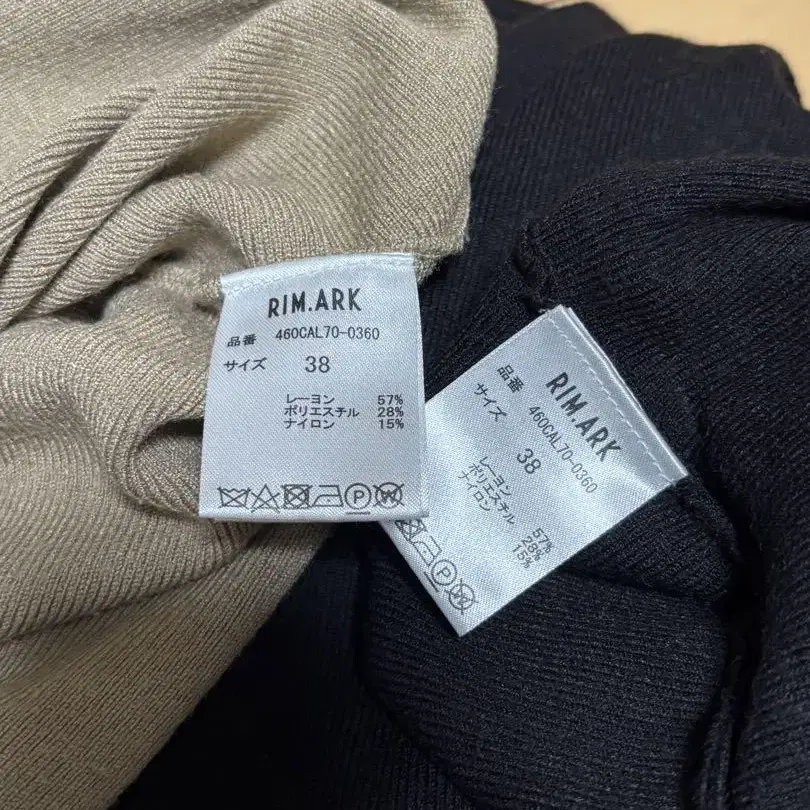 RIM.ARK
品番 460CAL70-0360
サイズ 38
レーヨン 57%
ポリエステル 28%
ナイロン 15%
RIM.ARK
品番 460CAL70-0360
サイズ 38
レーヨン 57%
ポリエステル 28%
ナイロン 15%